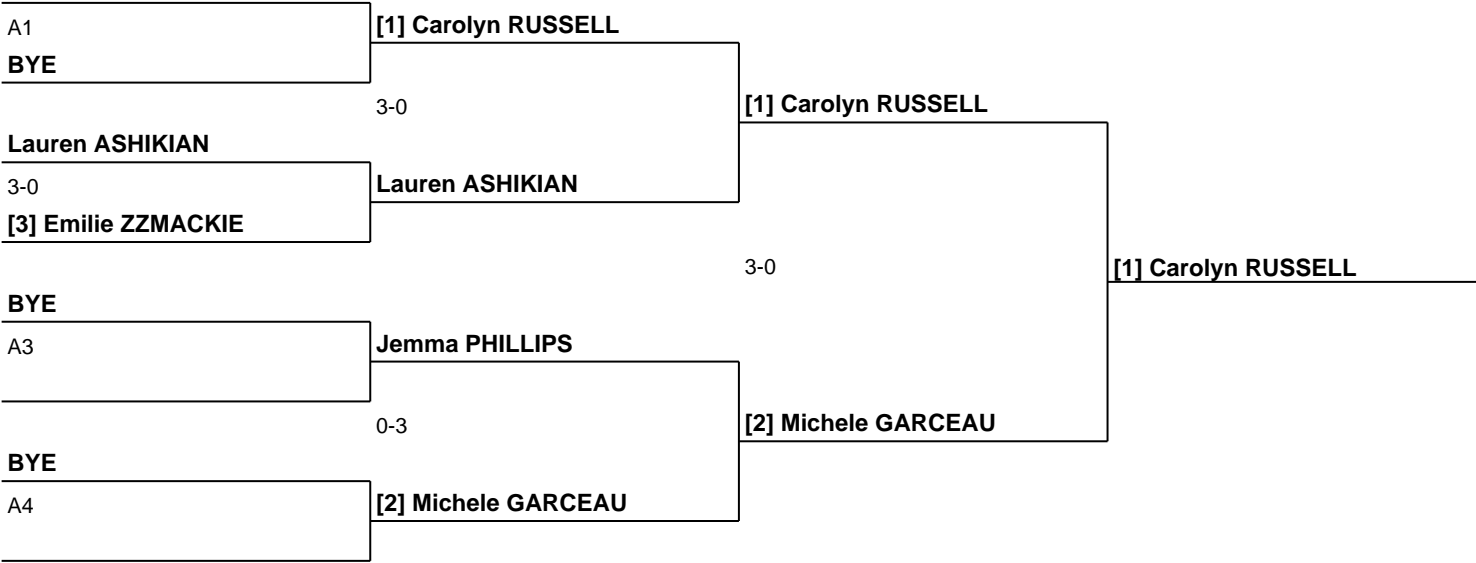 A1
[1] Carolyn RUSSELL
BYE
3-0
[1] Carolyn RUSSELL
Lauren ASHIKIAN
3-0
Lauren ASHIKIAN
[3] Emilie ZZMACKIE
3-0
[1] Carolyn RUSSELL
BYE
A3
Jemma PHILLIPS
0-3
[2] Michele GARCEAU
BYE
A4
[2] Michele GARCEAU